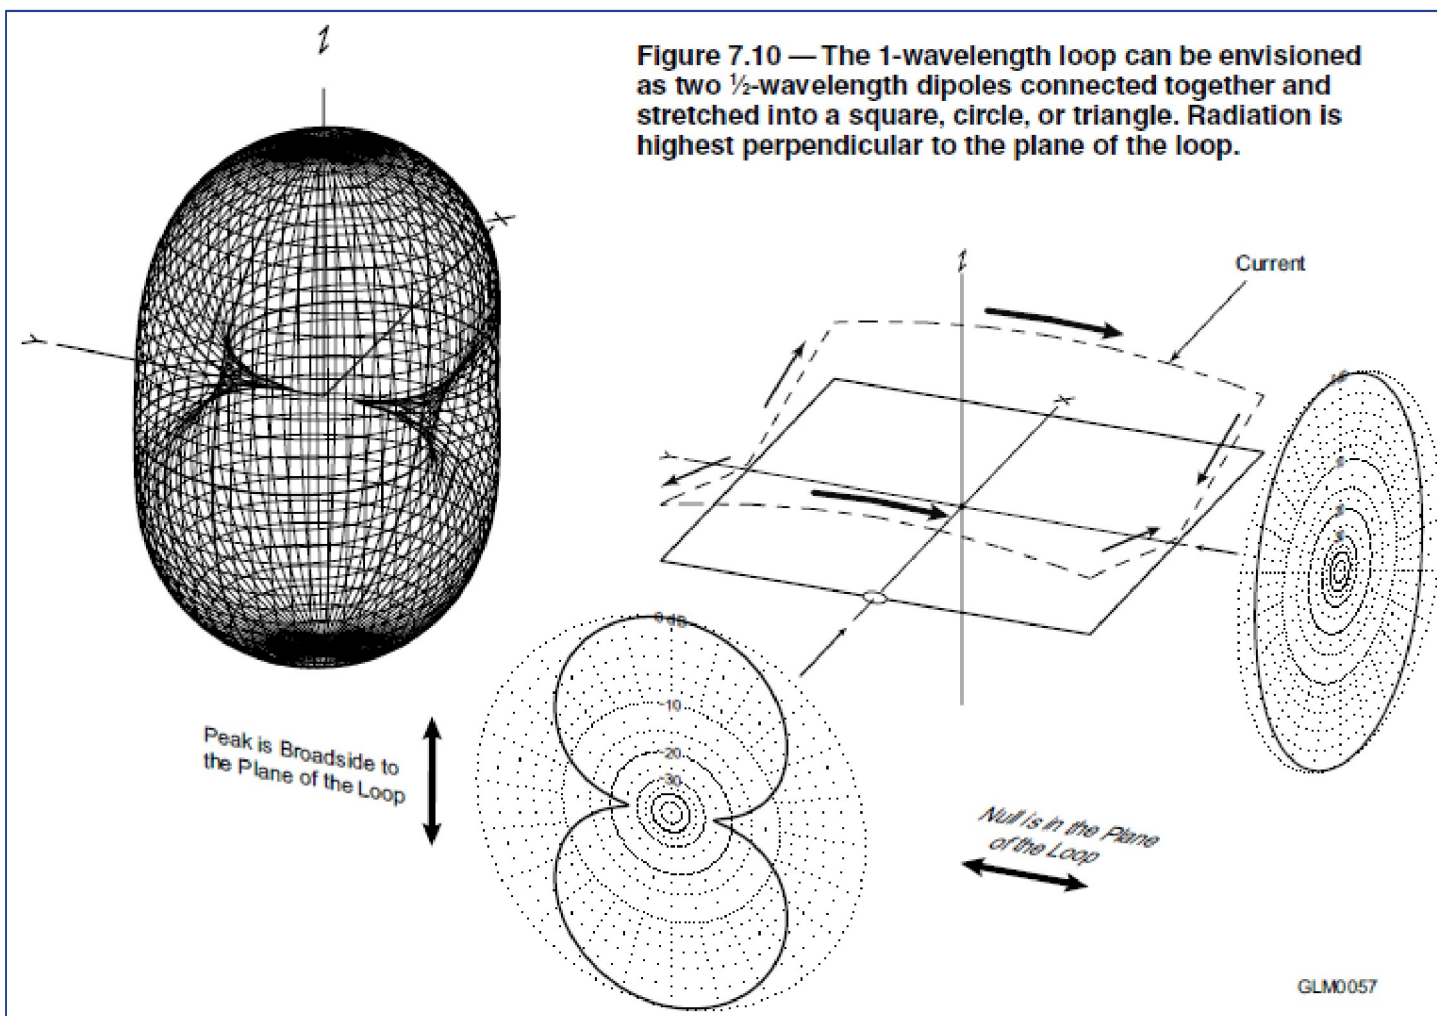 Z
Figure 7.10 — The 1-wavelength loop can be envisioned
as two ½-wavelength dipoles connected together and
stretched into a square, circle, or triangle. Radiation is
highest perpendicular to the plane of the loop.
X
Y
Z
Current
X
Y
0 dB
-10
-20
-30
Peak is Broadside to
the Plane of the Loop
Null is in the Plane
of the Loop
GLM0057